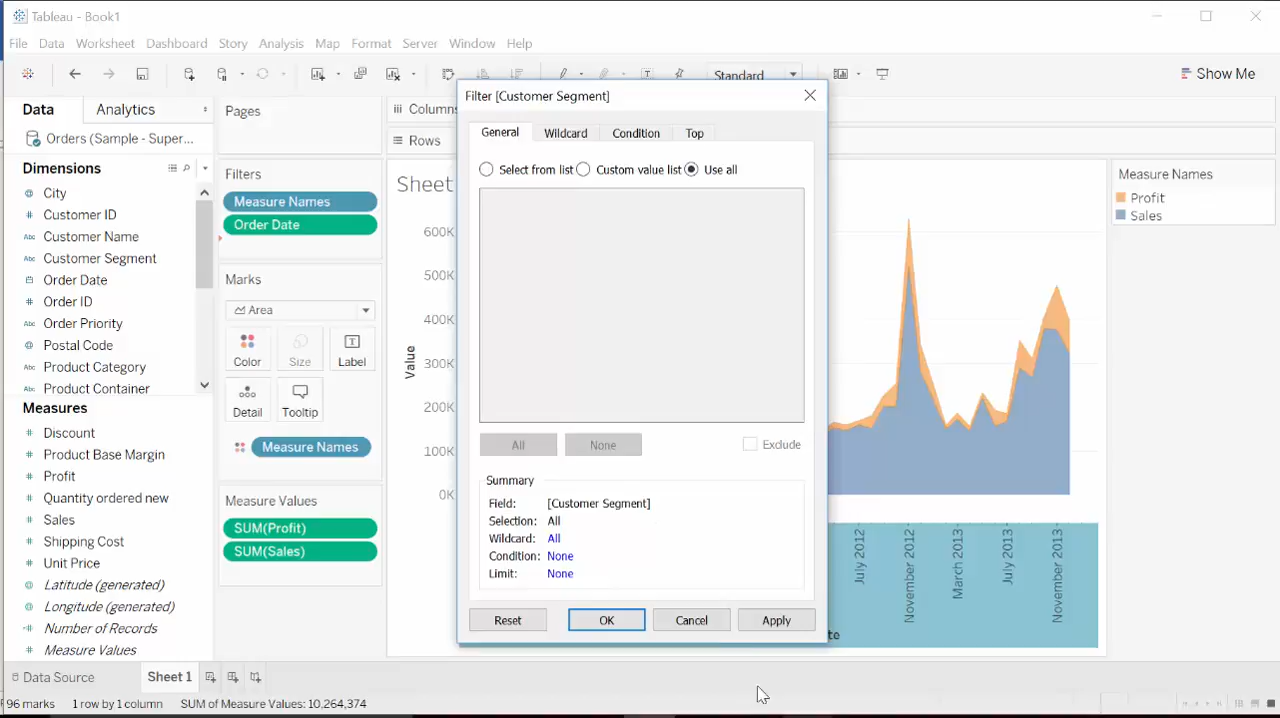 Tableau - Book1
File Data Worksheet Dashboard Story Analysis Map Format Server Window Help
Standard
Show Me
Data
Analytics
Orders (Sample - Super...
Dimensions
City
Customer ID
Customer Name
Customer Segment
Order Date
Order ID
Order Priority
Postal Code
Product Category
Product Container
Measures
Discount
Product Base Margin
Profit
Quantity ordered new
Sales
Shipping Cost
Unit Price
Latitude (generated)
Longitude (generated)
Number of Records
Measure Values
Pages
Filters
Measure Names
Order Date
Marks
Area
Color
Size
Label
Detail
Tooltip
Measure Names
Measure Values
SUM(Profit)
SUM(Sales)
Columns
Rows
Sheet
600K
500K
400K
300K
200K
100K
0K
Value
Filter [Customer Segment]
General Wildcard Condition Top
Select from list Custom value list Use all
All None Exclude
Summary
Field: [Customer Segment]
Selection: All
Wildcard: All
Condition: None
Limit: None
Reset OK Cancel Apply
July 2012
November 2012
March 2013
July 2013
November 2013
Measure Names
Profit
Sales
Data Source Sheet 1
96 marks 1 row by 1 column SUM of Measure Values: 10,264,374